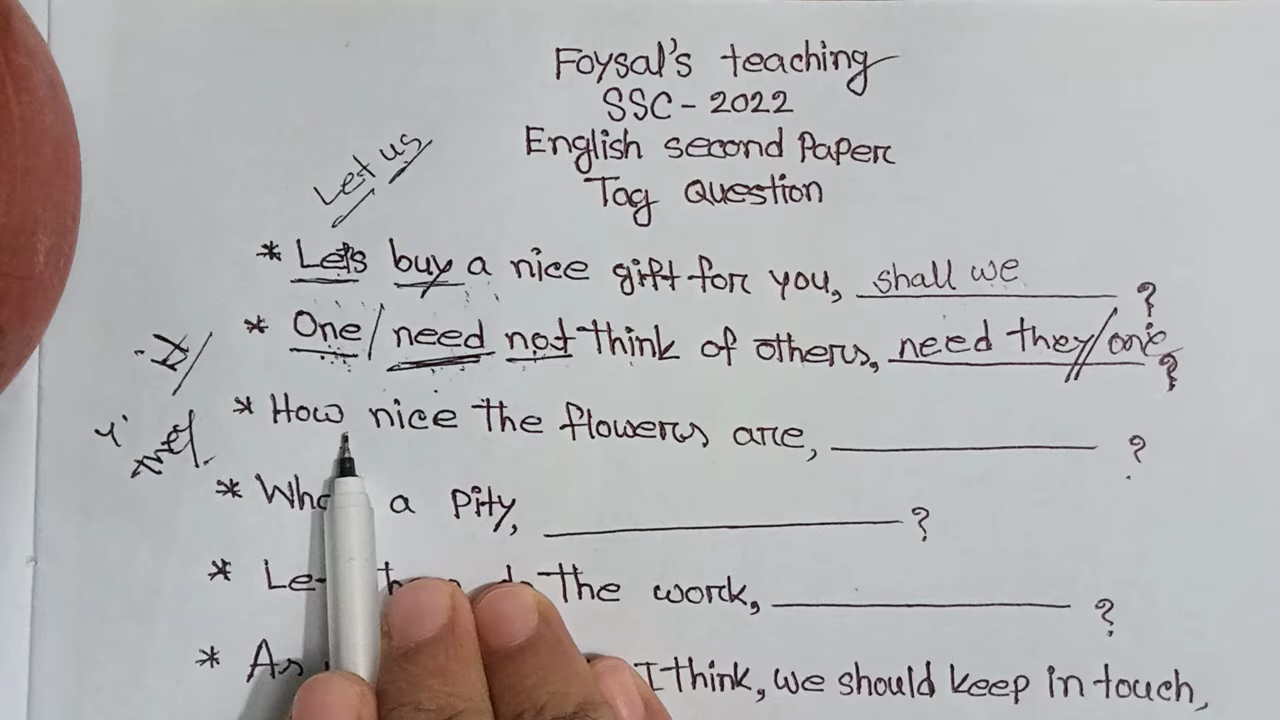 Foysal's teaching
SSC - 2022
English second Paper
Tag question
Let us
* Let's buy a nice gift for you, shall we ?
* One/ need not think of others, need they/one ?
* How nice the flowers are, ?
* a Pity, ?
* the work, ?
* I think, we should keep in touch,